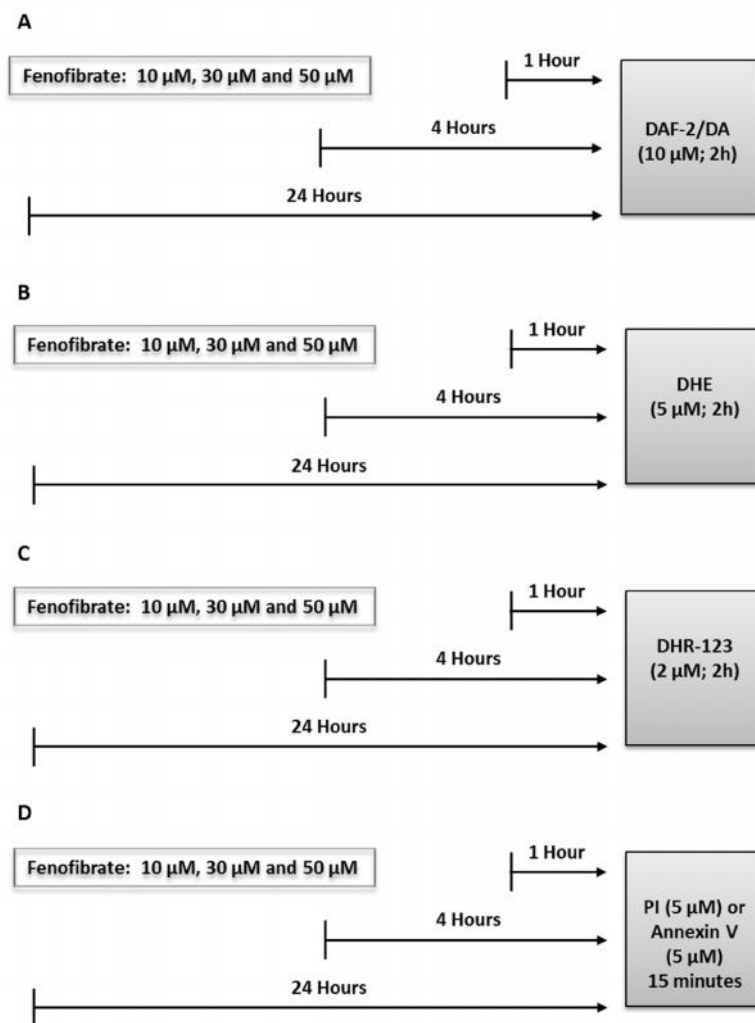 A
1 Hour
Fenofibrate: 10 µM, 30 µM and 50 µM
4 Hours
DAF-2/DA
(10 µM; 2h)
24 Hours
B
1 Hour
Fenofibrate: 10 µM, 30 µM and 50 µM
DHE
(5 µM; 2h)
4 Hours
24 Hours
C
1 Hour
Fenofibrate: 10 µM, 30 µM and 50 µM
DHR-123
(2 µM; 2h)
4 Hours
24 Hours
D
1 Hour
Fenofibrate: 10 µM, 30 µM and 50 µM
4 Hours
PI (5 µM) or
Annexin V
(5 µM)
15 minutes
24 Hours